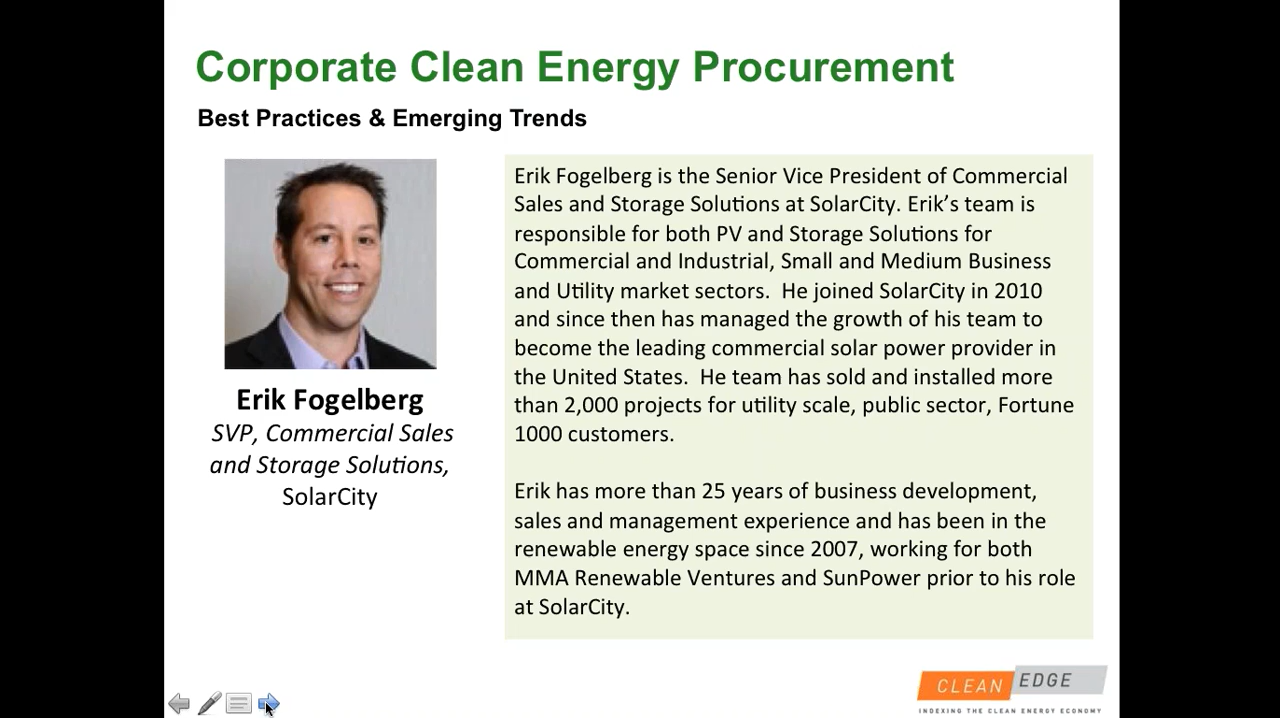 Corporate Clean Energy Procurement
Best Practices & Emerging Trends
Erik Fogelberg
SVP, Commercial Sales
and Storage Solutions,
SolarCity
Erik Fogelberg is the Senior Vice President of Commercial
Sales and Storage Solutions at SolarCity. Erik’s team is
responsible for both PV and Storage Solutions for
Commercial and Industrial, Small and Medium Business
and Utility market sectors.  He joined SolarCity in 2010
and since then has managed the growth of his team to
become the leading commercial solar power provider in
the United States.  He team has sold and installed more
than 2,000 projects for utility scale, public sector, Fortune
1000 customers.
Erik has more than 25 years of business development,
sales and management experience and has been in the
renewable energy space since 2007, working for both
MMA Renewable Ventures and SunPower prior to his role
at SolarCity.
CLEAN EDGE
INDEXING THE CLEAN ENERGY ECONOMY